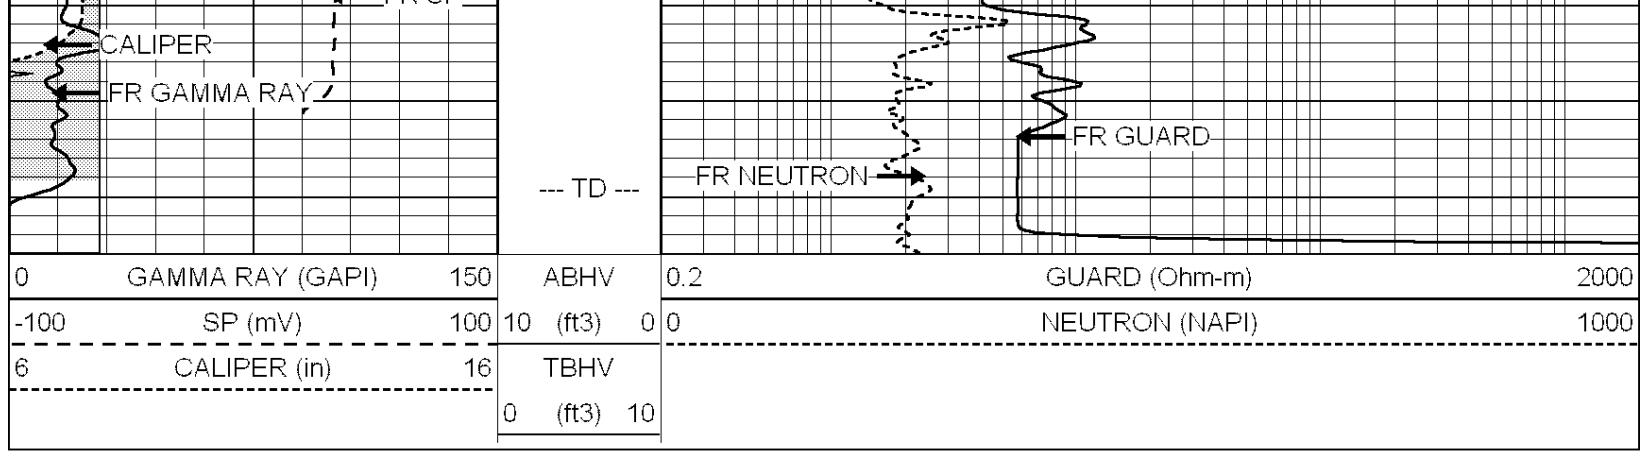 FR SP
CALIPER
FR GAMMA RAY
FR GUARD
FR NEUTRON
--- TD ---
0 GAMMA RAY (GAPI) 150 ABHV 0.2 GUARD (Ohm-m) 2000
-100 SP (mV) 100 10 (ft3) 0 0 NEUTRON (NAPI) 1000
6 CALIPER (in) 16 TBHV
0 (ft3) 10